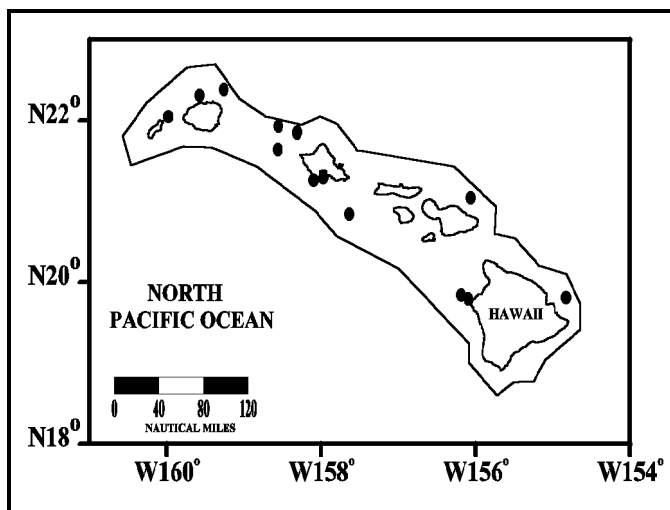 N22°
N20°
NORTH
PACIFIC OCEAN
HAWAII
0 40 80 120
NAUTICAL MILES
N18°
W160° W158° W156° W154°